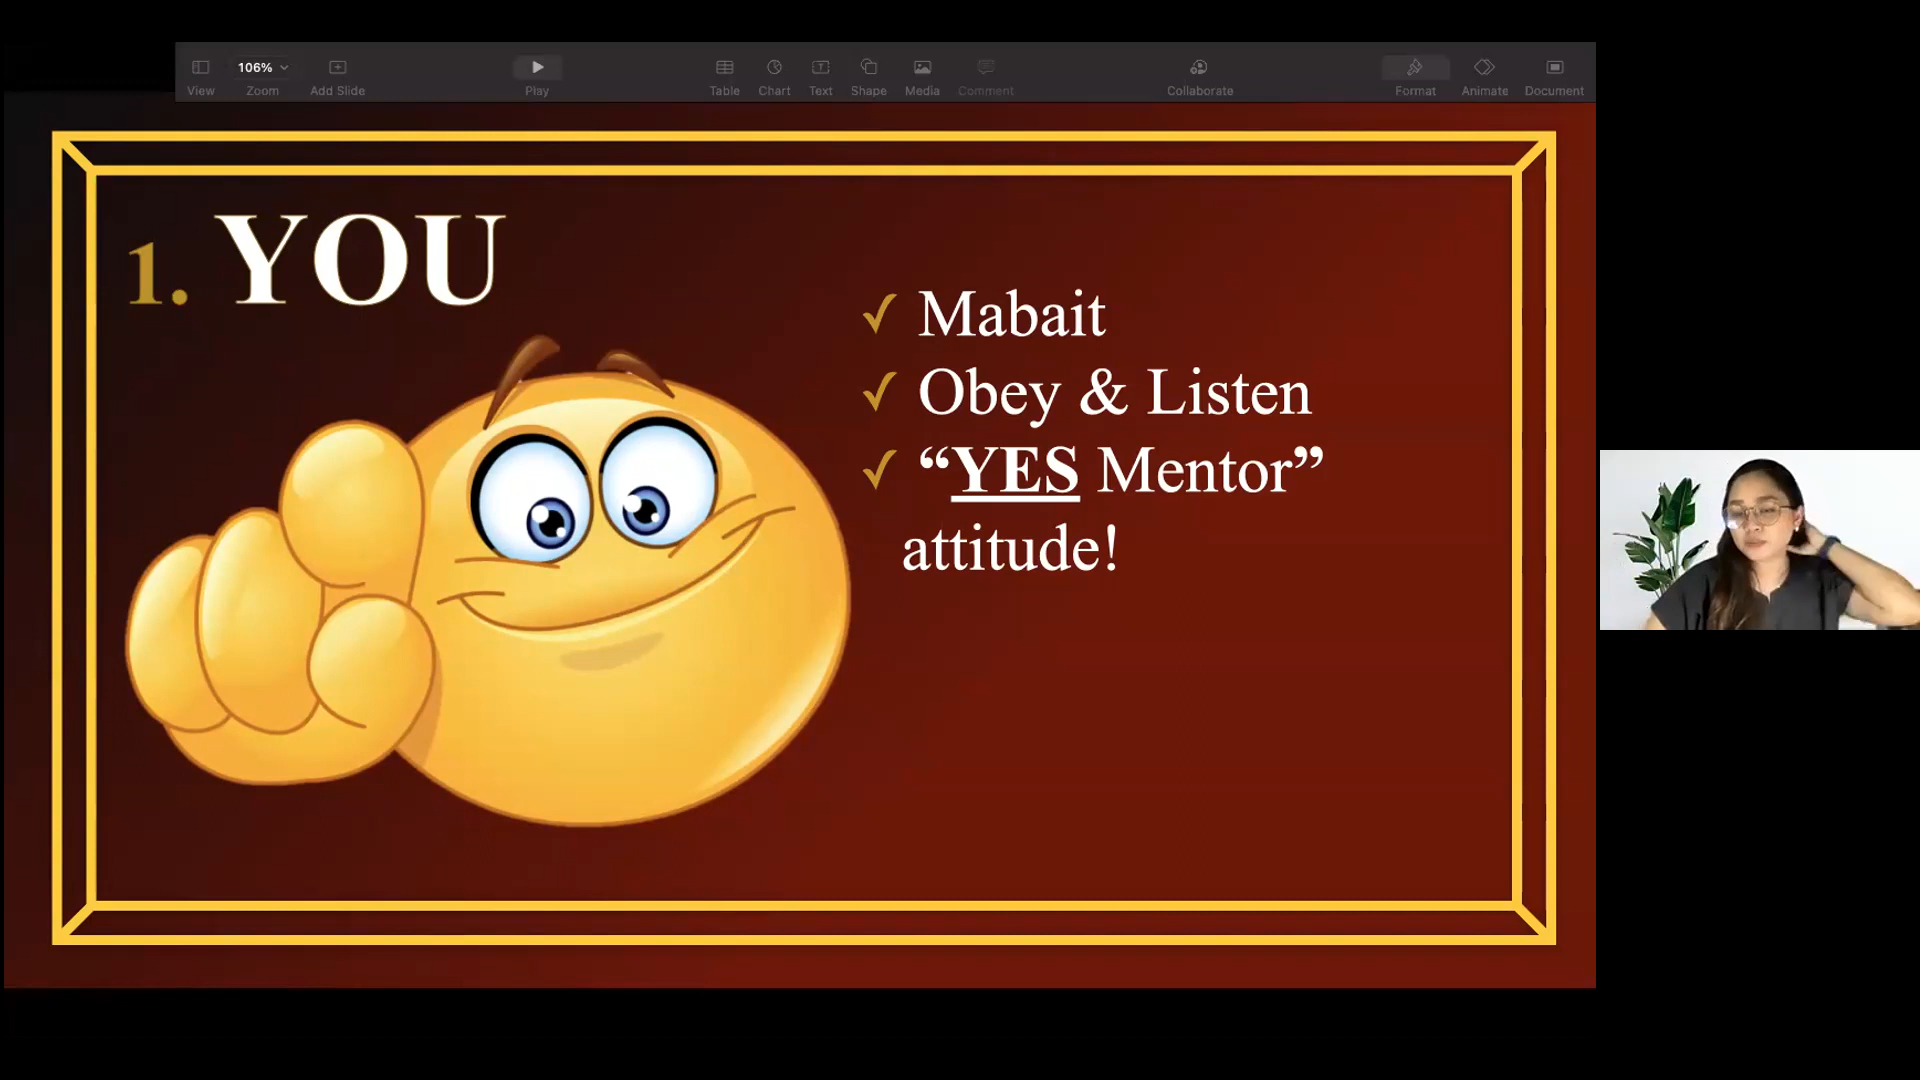 106%
View
Zoom
Add Slide
Play
Table
Chart
Text
Shape
Media
Comment
Collaborate
Format
Animate
Document
1. YOU
✓ Mabait
✓ Obey & Listen
✓ “YES Mentor”
attitude!